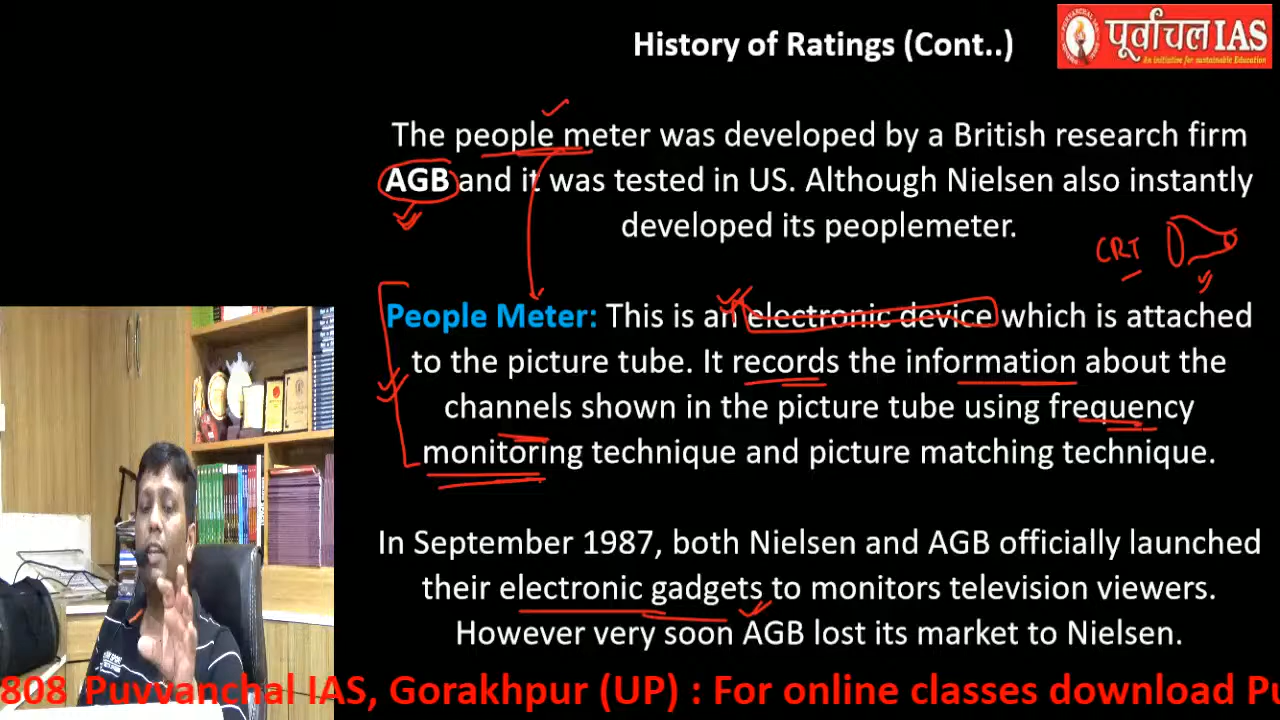 History of Ratings (Cont..)
पूर्वांचल IAS
An initiative for sustainable Education
The people meter was developed by a British research firm
AGB and it was tested in US. Although Nielsen also instantly
developed its peoplemeter.
CRT
People Meter: This is an electronic device which is attached
to the picture tube. It records the information about the
channels shown in the picture tube using frequency
monitoring technique and picture matching technique.
In September 1987, both Nielsen and AGB officially launched
their electronic gadgets to monitors television viewers.
However very soon AGB lost its market to Nielsen.
808 Puvvanchal IAS, Gorakhpur (UP) : For online classes download Pu